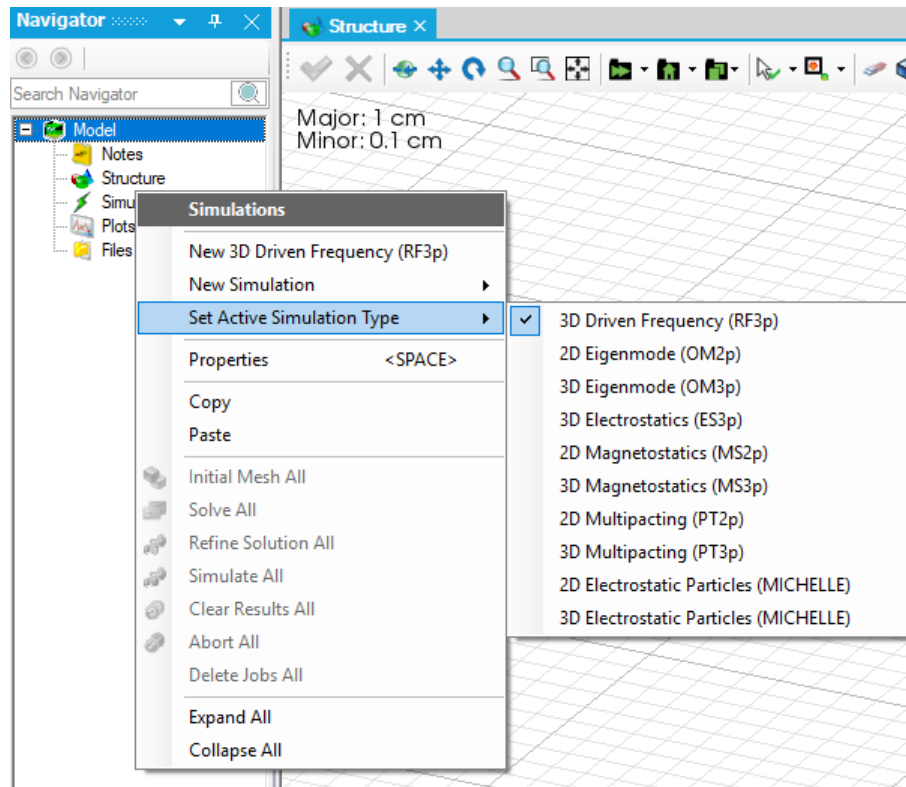 Navigator
Structure
Search Navigator
Major: 1 cm
Minor: 0.1 cm
Model
Notes
Structure
Simu
Plots
Files
Simulations
New 3D Driven Frequency (RF3p)
New Simulation
Set Active Simulation Type
Properties <SPACE>
Copy
Paste
Initial Mesh All
Solve All
Refine Solution All
Simulate All
Clear Results All
Abort All
Delete Jobs All
Expand All
Collapse All
3D Driven Frequency (RF3p)
2D Eigenmode (OM2p)
3D Eigenmode (OM3p)
3D Electrostatics (ES3p)
2D Magnetostatics (MS2p)
3D Magnetostatics (MS3p)
2D Multipacting (PT2p)
3D Multipacting (PT3p)
2D Electrostatic Particles (MICHELLE)
3D Electrostatic Particles (MICHELLE)